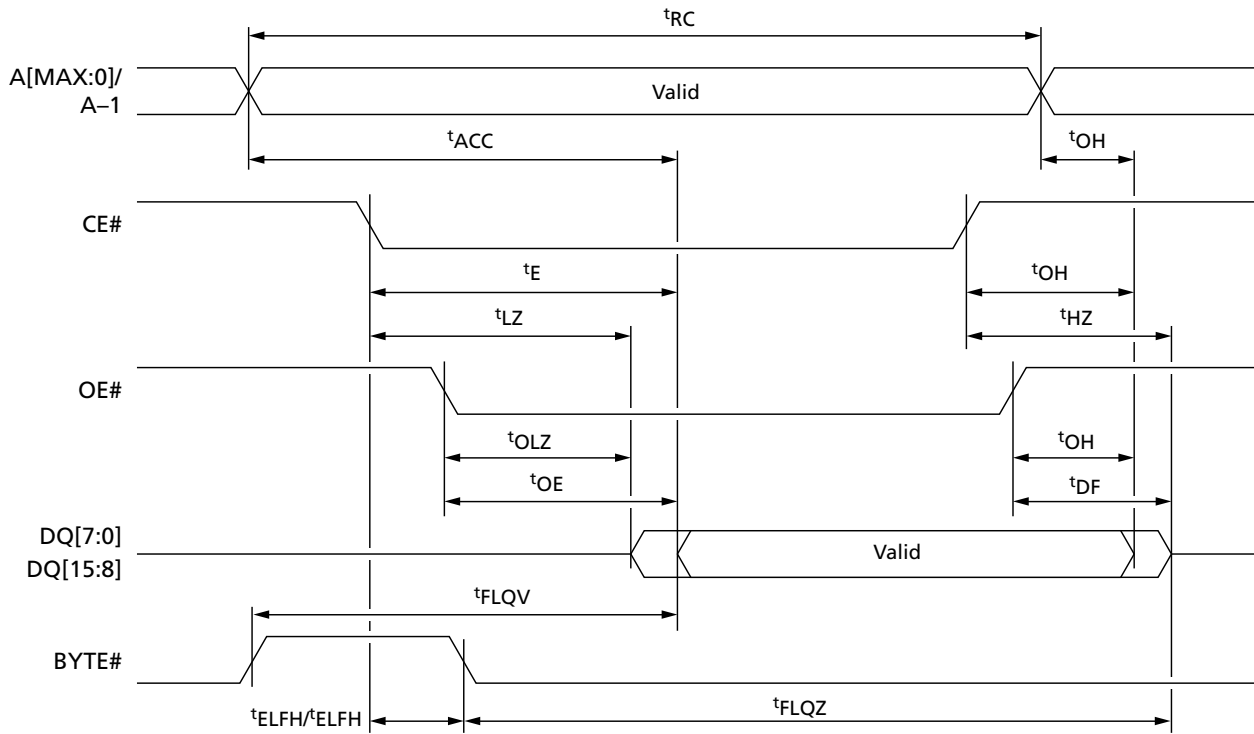 tRC
A[MAX:0]/
A–1
Valid
tACC
tOH
CE#
tE
tOH
tLZ
tHZ
OE#
tOLZ
tOH
tOE
tDF
DQ[7:0]
DQ[15:8]
Valid
tFLQV
BYTE#
tELFH/tELFH
tFLQZ